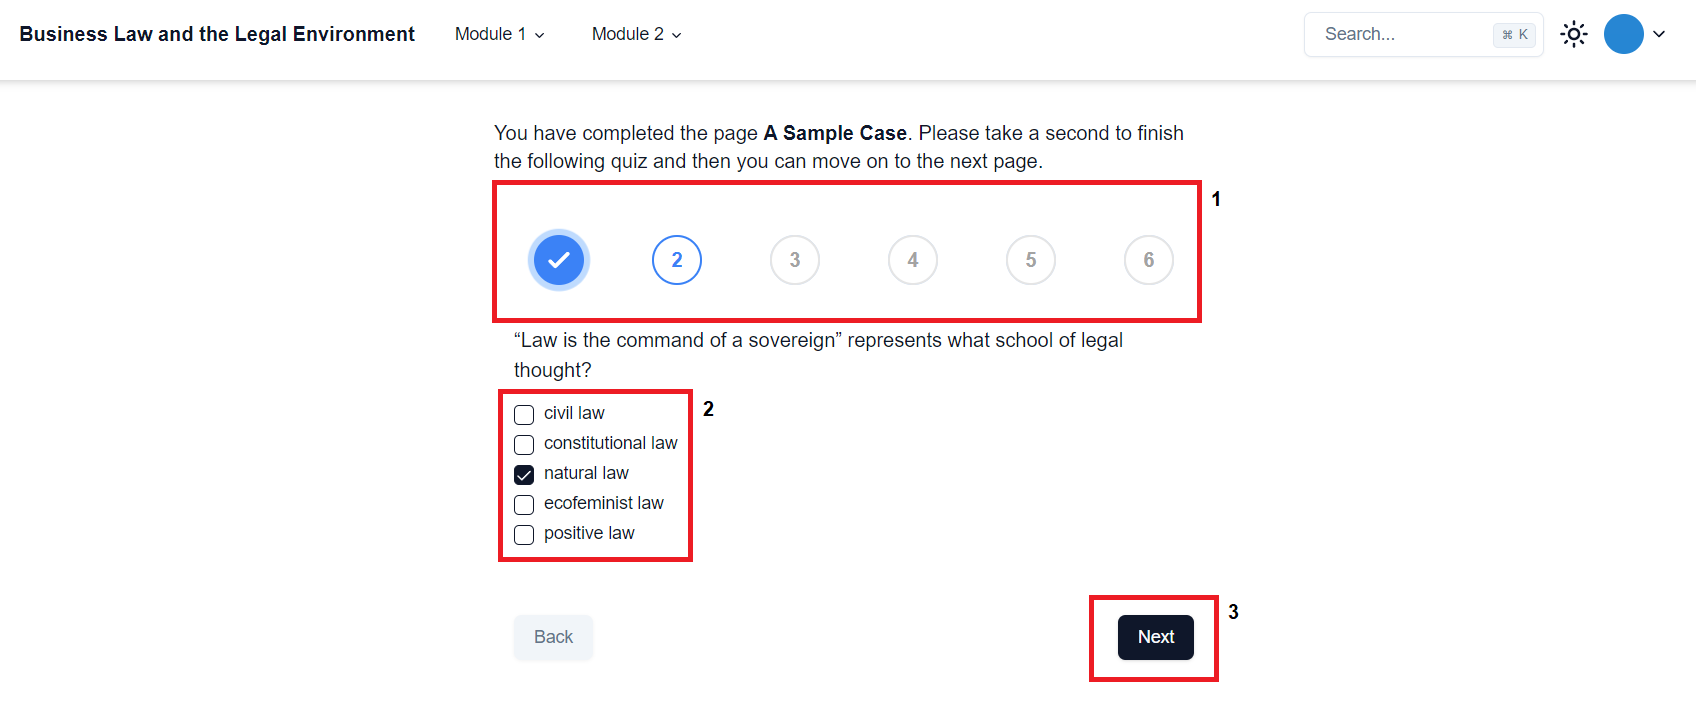 Business Law and the Legal Environment Module 1 Module 2 Search... ⌘ K
You have completed the page A Sample Case. Please take a second to finish
the following quiz and then you can move on to the next page.
1
2 3 4 5 6
“Law is the command of a sovereign” represents what school of legal
thought?
2
civil law
constitutional law
natural law
ecofeminist law
positive law
3
Back Next